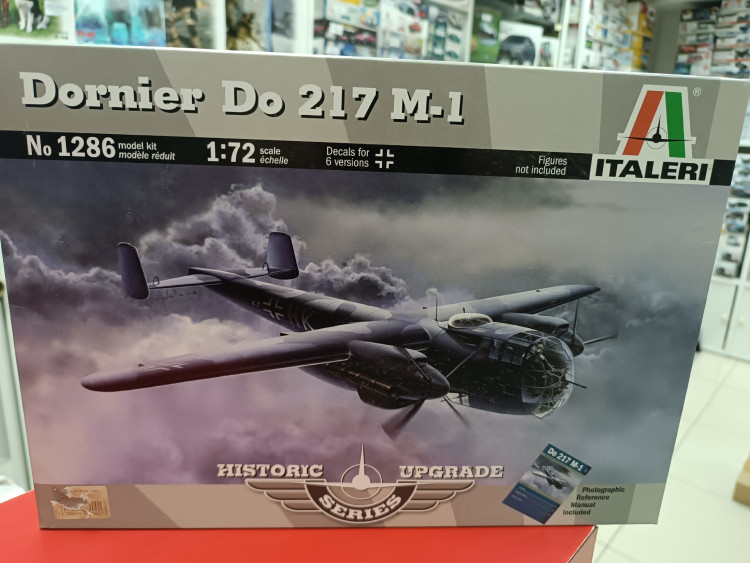 Dornier Do 217 M-1
No 1286 model kit
modèle réduit
1:72 scale
échelle
Decals for
6 versions
Figures
not included
®
ITALERI
HISTORIC UPGRADE
SERIES
Do 217 M-1
Photographic
Reference
Manual
included